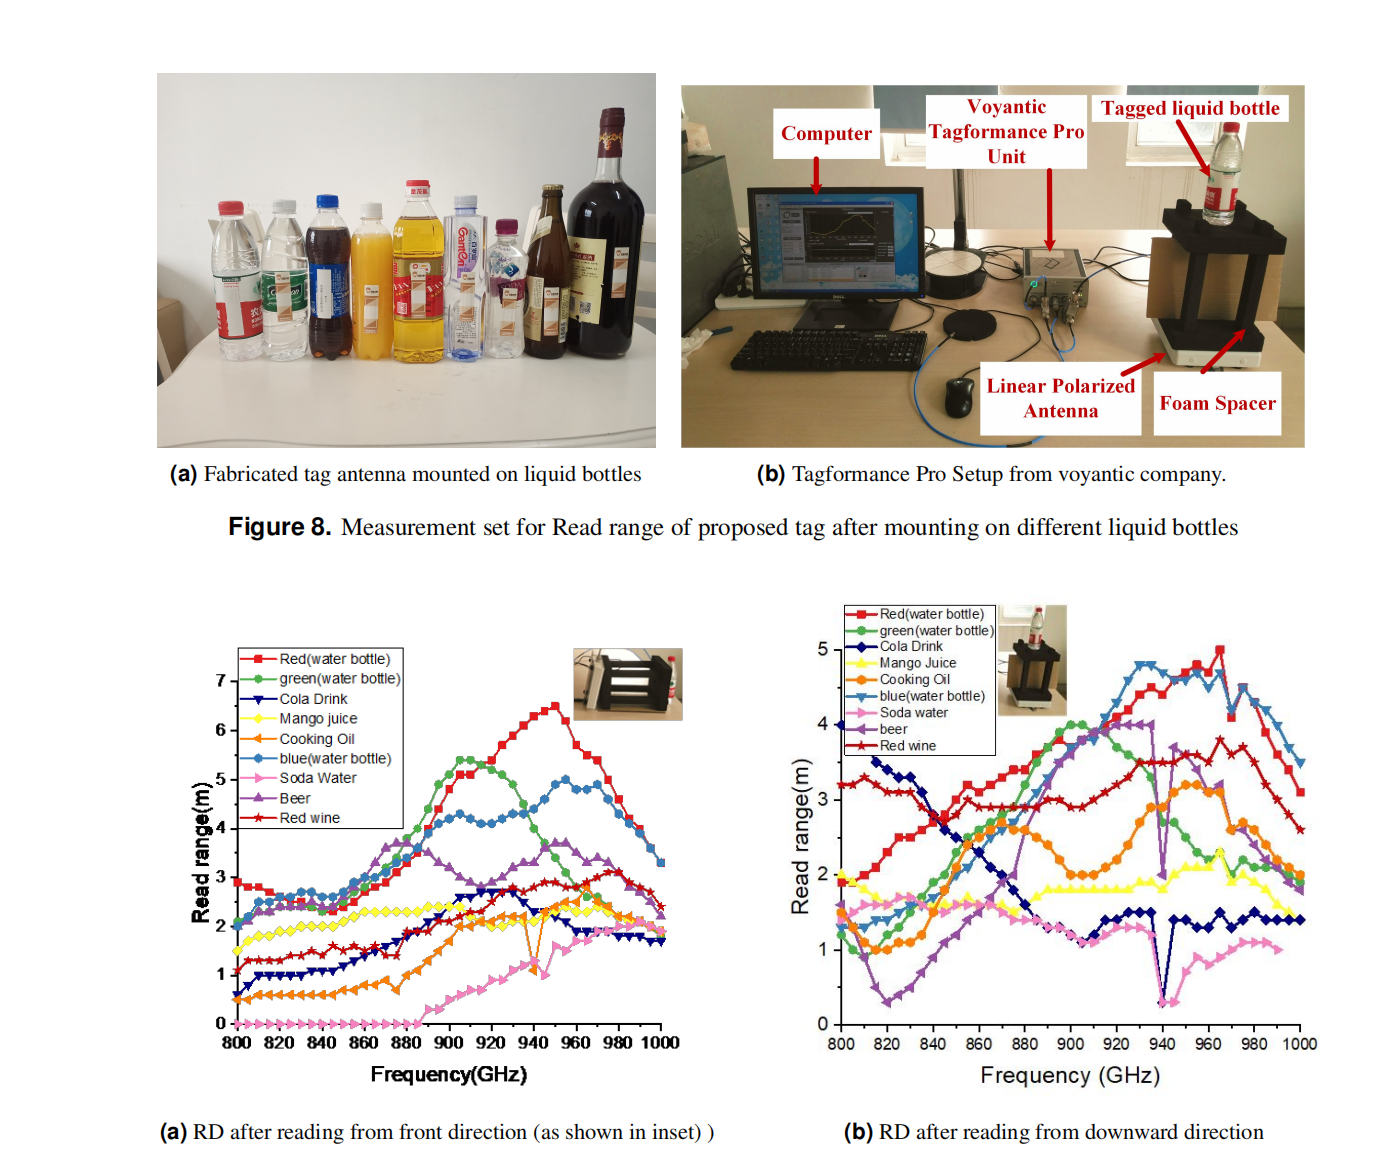 Computer
Voyantic
Tagformance Pro
Unit
Tagged liquid bottle
Linear Polarized
Antenna
Foam Spacer
(a) Fabricated tag antenna mounted on liquid bottles
(b) Tagformance Pro Setup from voyantic company.
Figure 8. Measurement set for Read range of proposed tag after mounting on different liquid bottles
Red(water bottle)
green(water bottle)
Cola Drink
Mango juice
Cooking Oil
blue(water bottle)
Soda Water
Beer
Red wine
Read range(m)
7
6
5
4
3
2
1
0
800 820 840 860 880 900 920 940 960 980 1000
Frequency(GHz)
Red(water bottle)
green(water bottle)
Cola Drink
Mango Juice
Cooking Oil
blue(water bottle)
Soda water
beer
Red wine
Read range(m)
5
4
3
2
1
0
800 820 840 860 880 900 920 940 960 980 1000
Frequency (GHz)
(a) RD after reading from front direction (as shown in inset) )
(b) RD after reading from downward direction